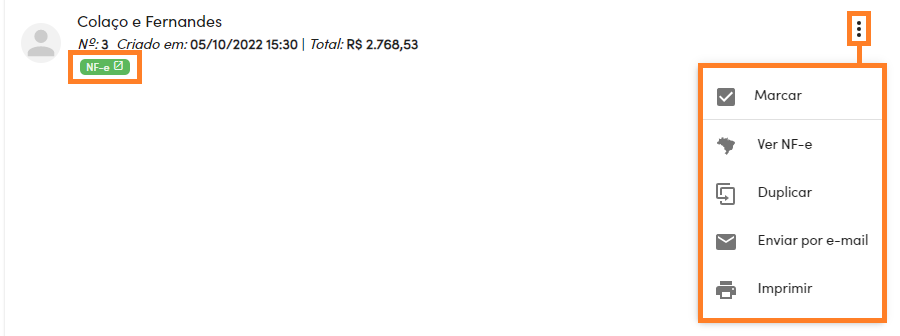 Colaço e Fernandes
Nº: 3 Criado em: 05/10/2022 15:30 | Total: R$ 2.768,53
NF-e
Marcar
Ver NF-e
Duplicar
Enviar por e-mail
Imprimir